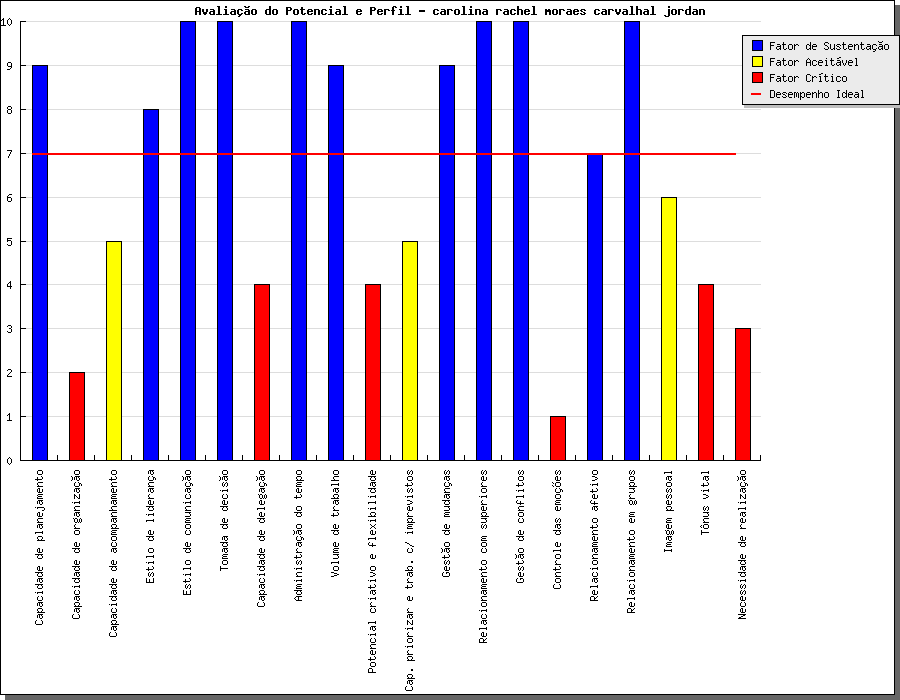 Avaliação do Potencial e Perfil - carolina rachel moraes carvalhal jordan
Fator de Sustentação
Fator Aceitável
Fator Crítico
Desempenho Ideal
10
9
8
7
6
5
4
3
2
1
0
Capacidade de planejamento
Capacidade de organização
Capacidade de acompanhamento
Estilo de liderança
Estilo de comunicação
Tomada de decisão
Capacidade de delegação
Administração do tempo
Volume de trabalho
Potencial criativo e flexibilidade
Cap. priorizar e trab. c/ imprevistos
Gestão de mudanças
Relacionamento com superiores
Gestão de conflitos
Controle das emoções
Relacionamento afetivo
Relacionamento em grupos
Imagem pessoal
Tônus vital
Necessidade de realização